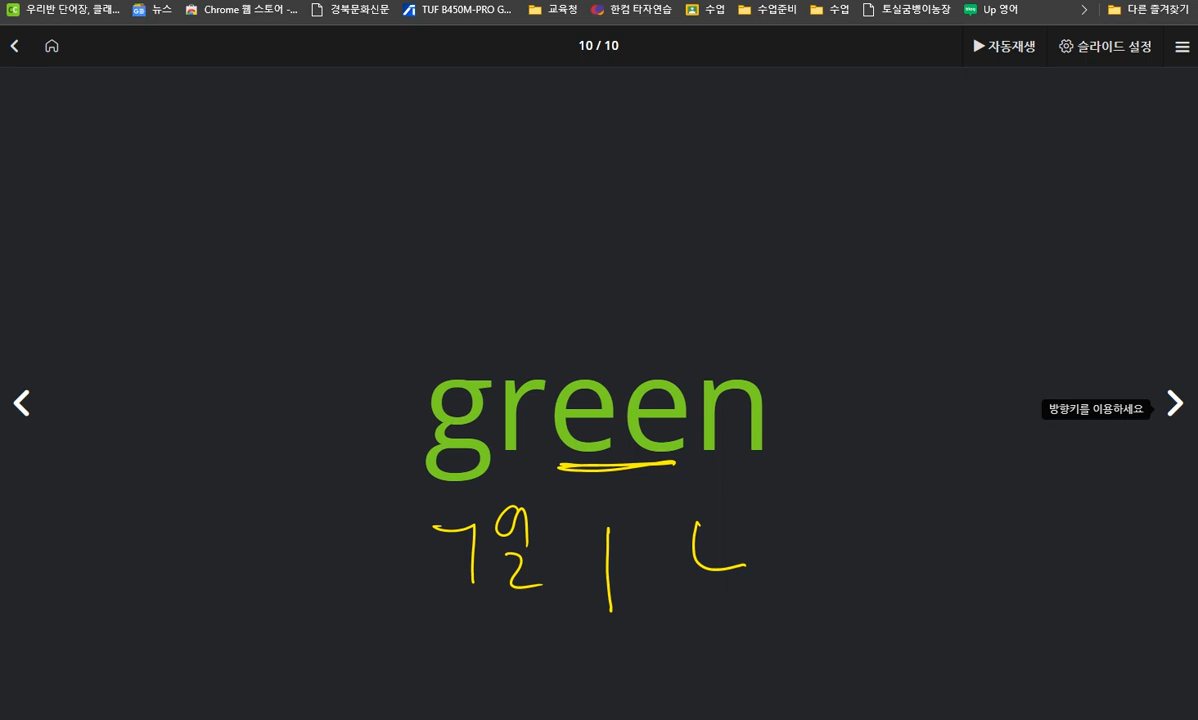 우리반 단어장, 클래... 뉴스 Chrome 웹 스토어 -... 경북문화신문 TUF B450M-PRO G... 교육청 한컴 타자연습 수업 수업준비 수업 토실굼벵이농장 Up 영어 다른 즐겨찾기
10 / 10 자동재생 슬라이드 설정
green
방향키를 이용하세요
ㄱ ㅣ ㄴ